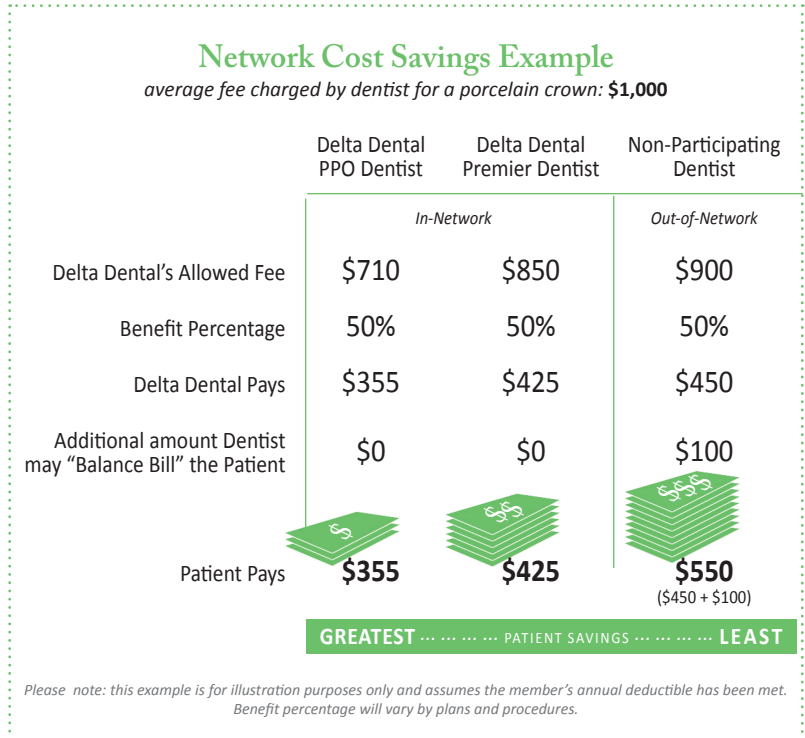 Network Cost Savings Example
average fee charged by dentist for a porcelain crown: $1,000
Delta Dental PPO Dentist
Delta Dental Premier Dentist
Non-Participating Dentist
In-Network
Out-of-Network
Delta Dental's Allowed Fee $710 $850 $900
Benefit Percentage 50% 50% 50%
Delta Dental Pays $355 $425 $450
Additional amount Dentist
may “Balance Bill” the Patient $0 $0 $100
$ $$ $$$
Patient Pays $355 $425 $550
($450 + $100)
GREATEST ... ... ... ... PATIENT SAVINGS ... ... ... ... LEAST
Please note: this example is for illustration purposes only and assumes the member's annual deductible has been met.
Benefit percentage will vary by plans and procedures.